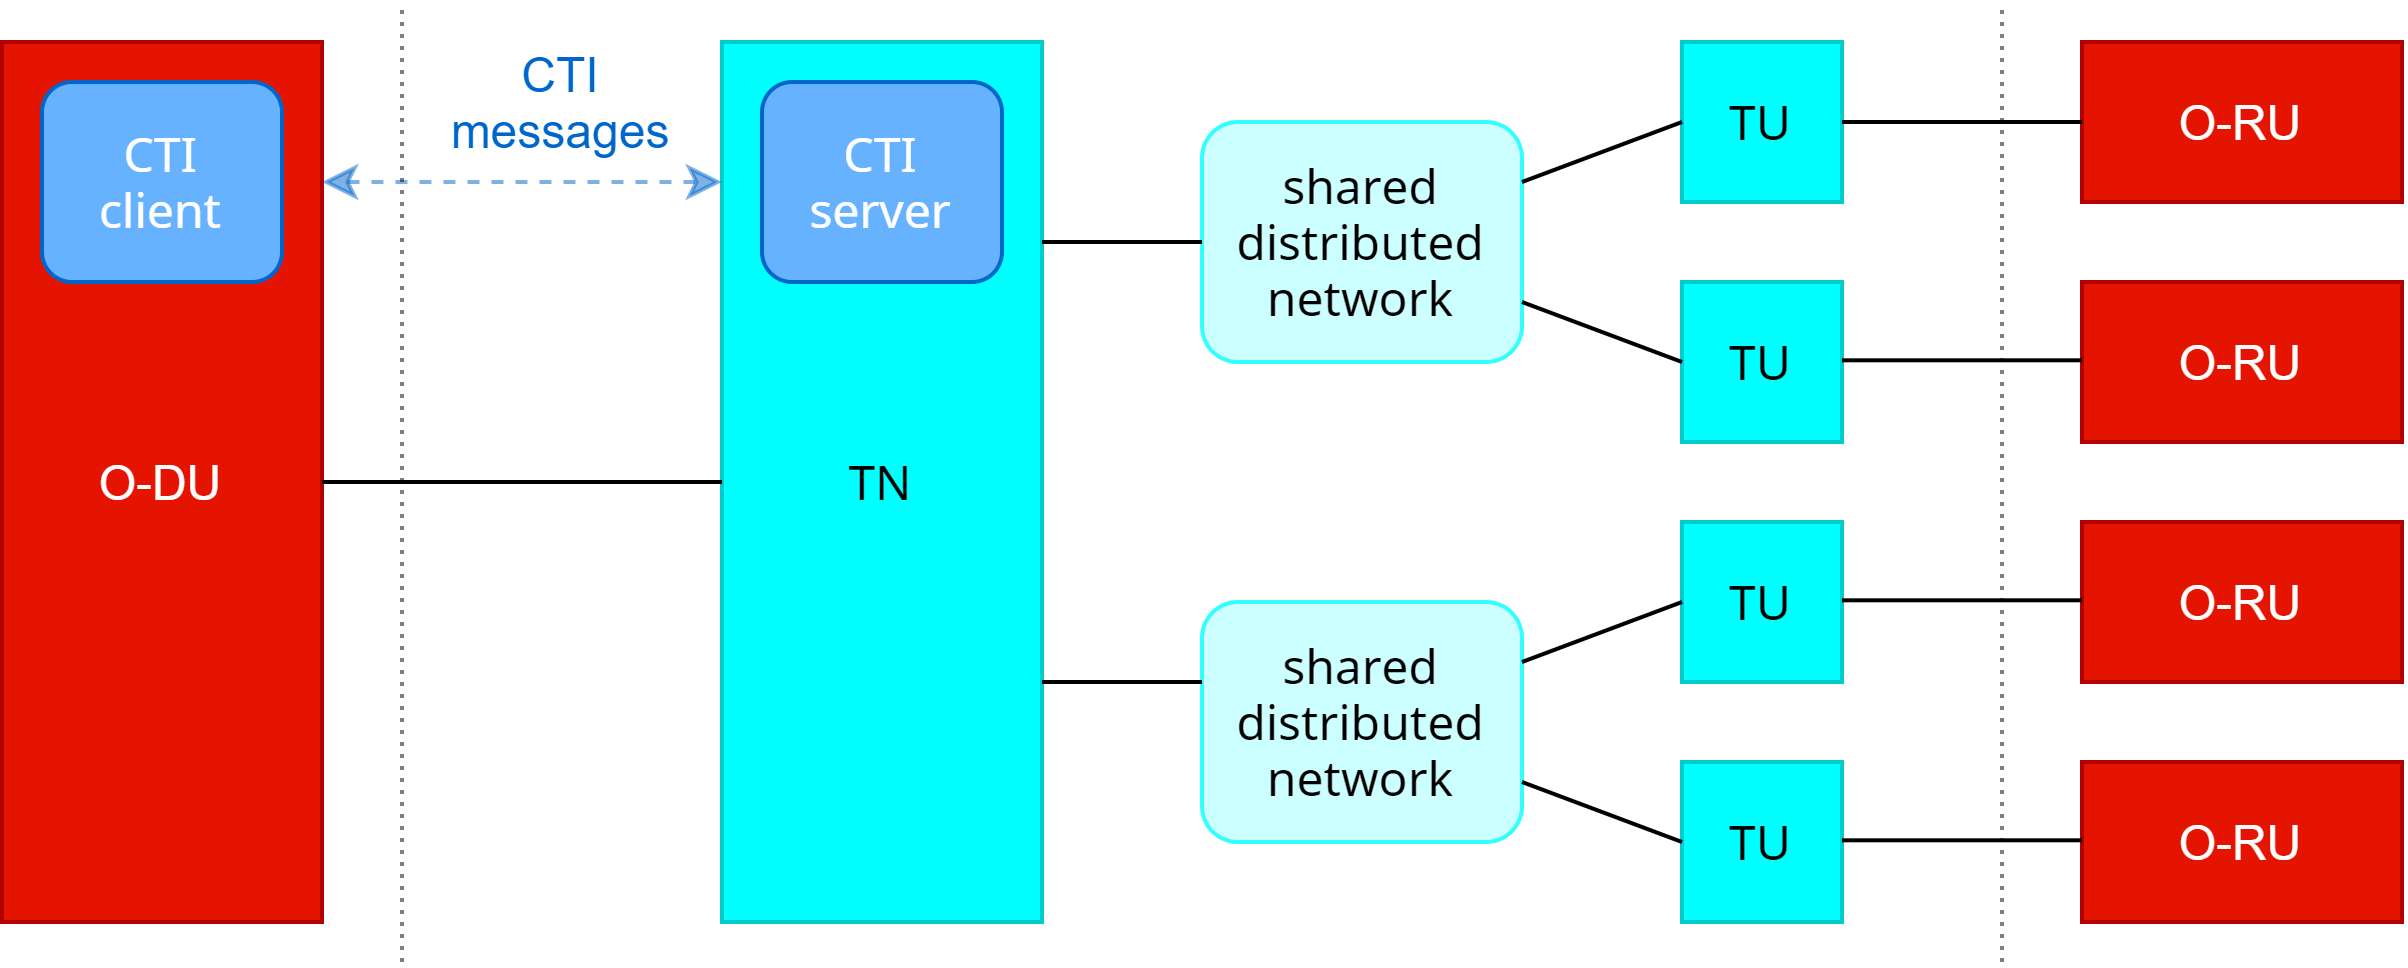 CTI
client
O-DU
CTI
messages
CTI
server
TN
shared
distributed
network
shared
distributed
network
TU
TU
TU
TU
O-RU
O-RU
O-RU
O-RU